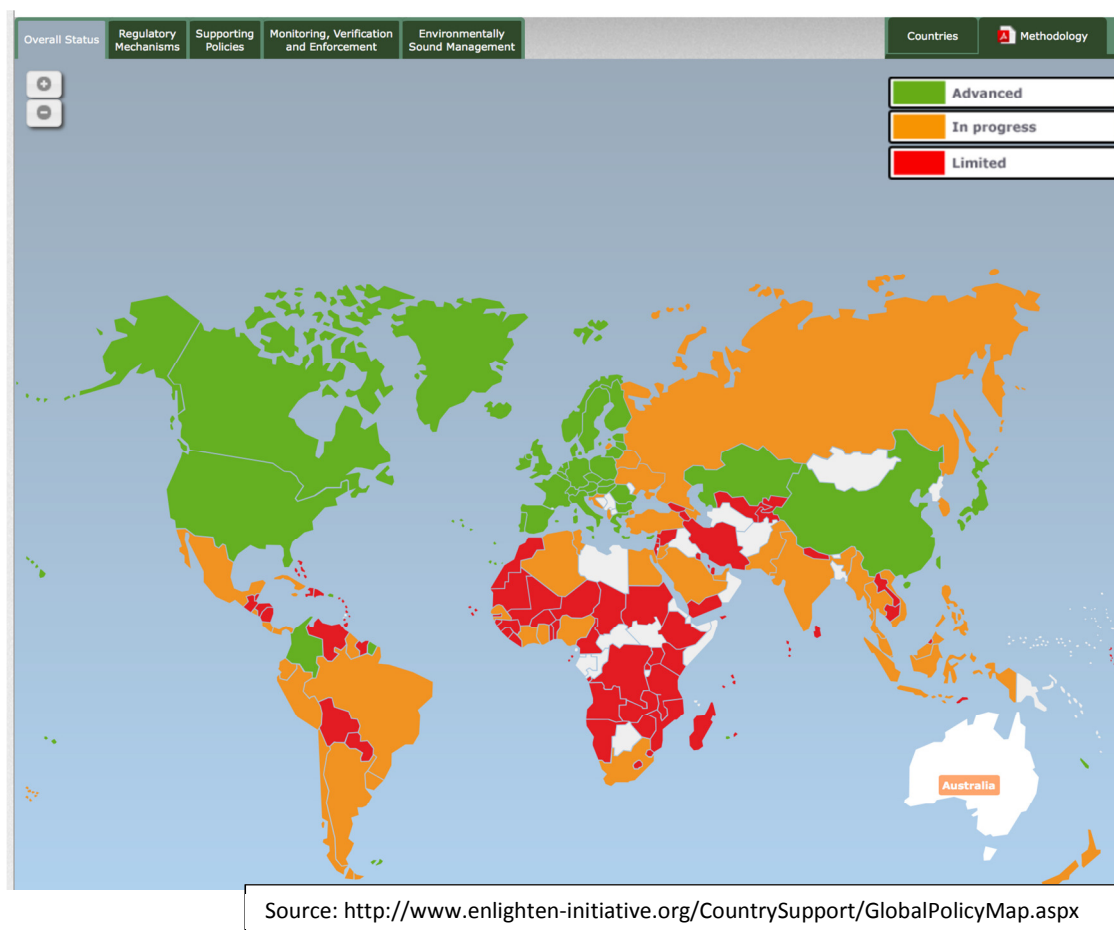 Overall Status
Regulatory
Mechanisms
Supporting
Policies
Monitoring, Verification
and Enforcement
Environmentally
Sound Management
Countries
Methodology
Advanced
In progress
Limited
Australia
Source: http://www.enlighten-initiative.org/CountrySupport/GlobalPolicyMap.aspx